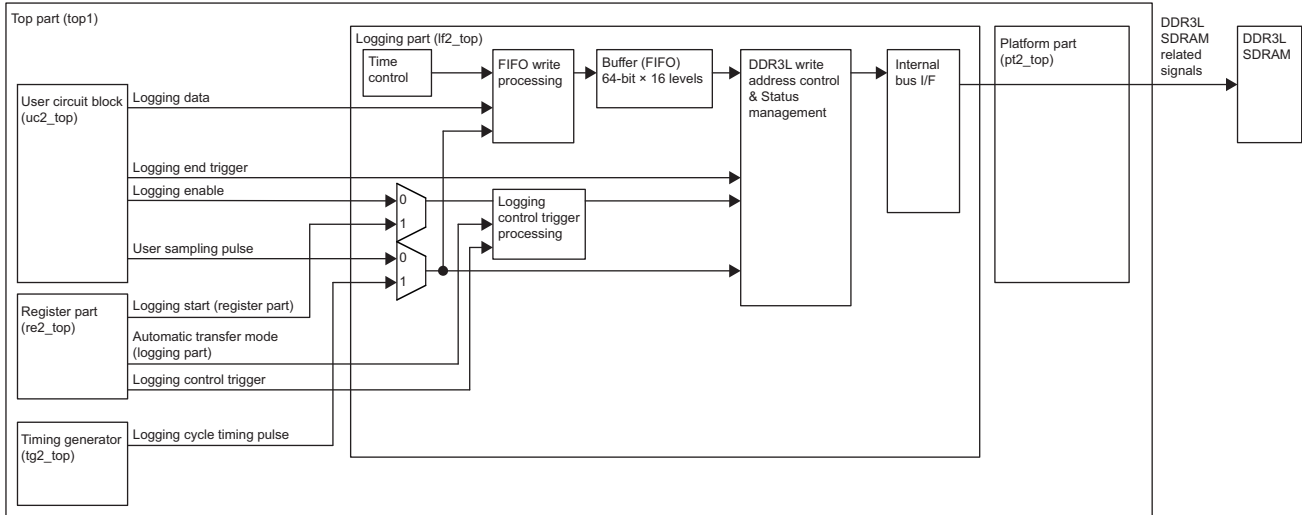 Top part (top1)
Logging part (lf2_top)
Time
control
FIFO write
processing
Buffer (FIFO)
64-bit × 16 levels
DDR3L write
address control
& Status
management
Internal
bus I/F
Platform part
(pt2_top)
DDR3L
SDRAM
related
signals
DDR3L
SDRAM
User circuit block
(uc2_top)
Logging data
Logging end trigger
Logging enable
User sampling pulse
0
1
0
1
Logging
control trigger
processing
Register part
(re2_top)
Logging start (register part)
Automatic transfer mode
(logging part)
Logging control trigger
Timing generator
(tg2_top)
Logging cycle timing pulse